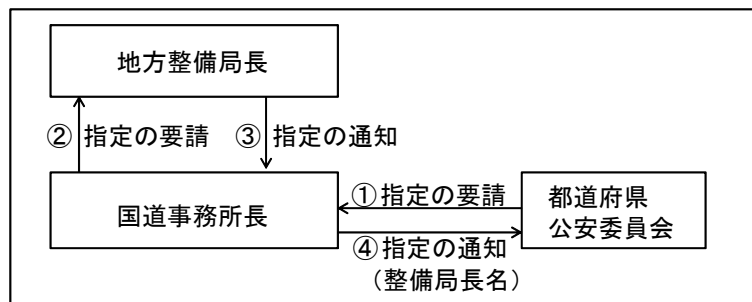 地方整備局長
② 指定の要請
③ 指定の通知
国道事務所長
①指定の要請
都道府県
公安委員会
④指定の通知
（整備局長名）